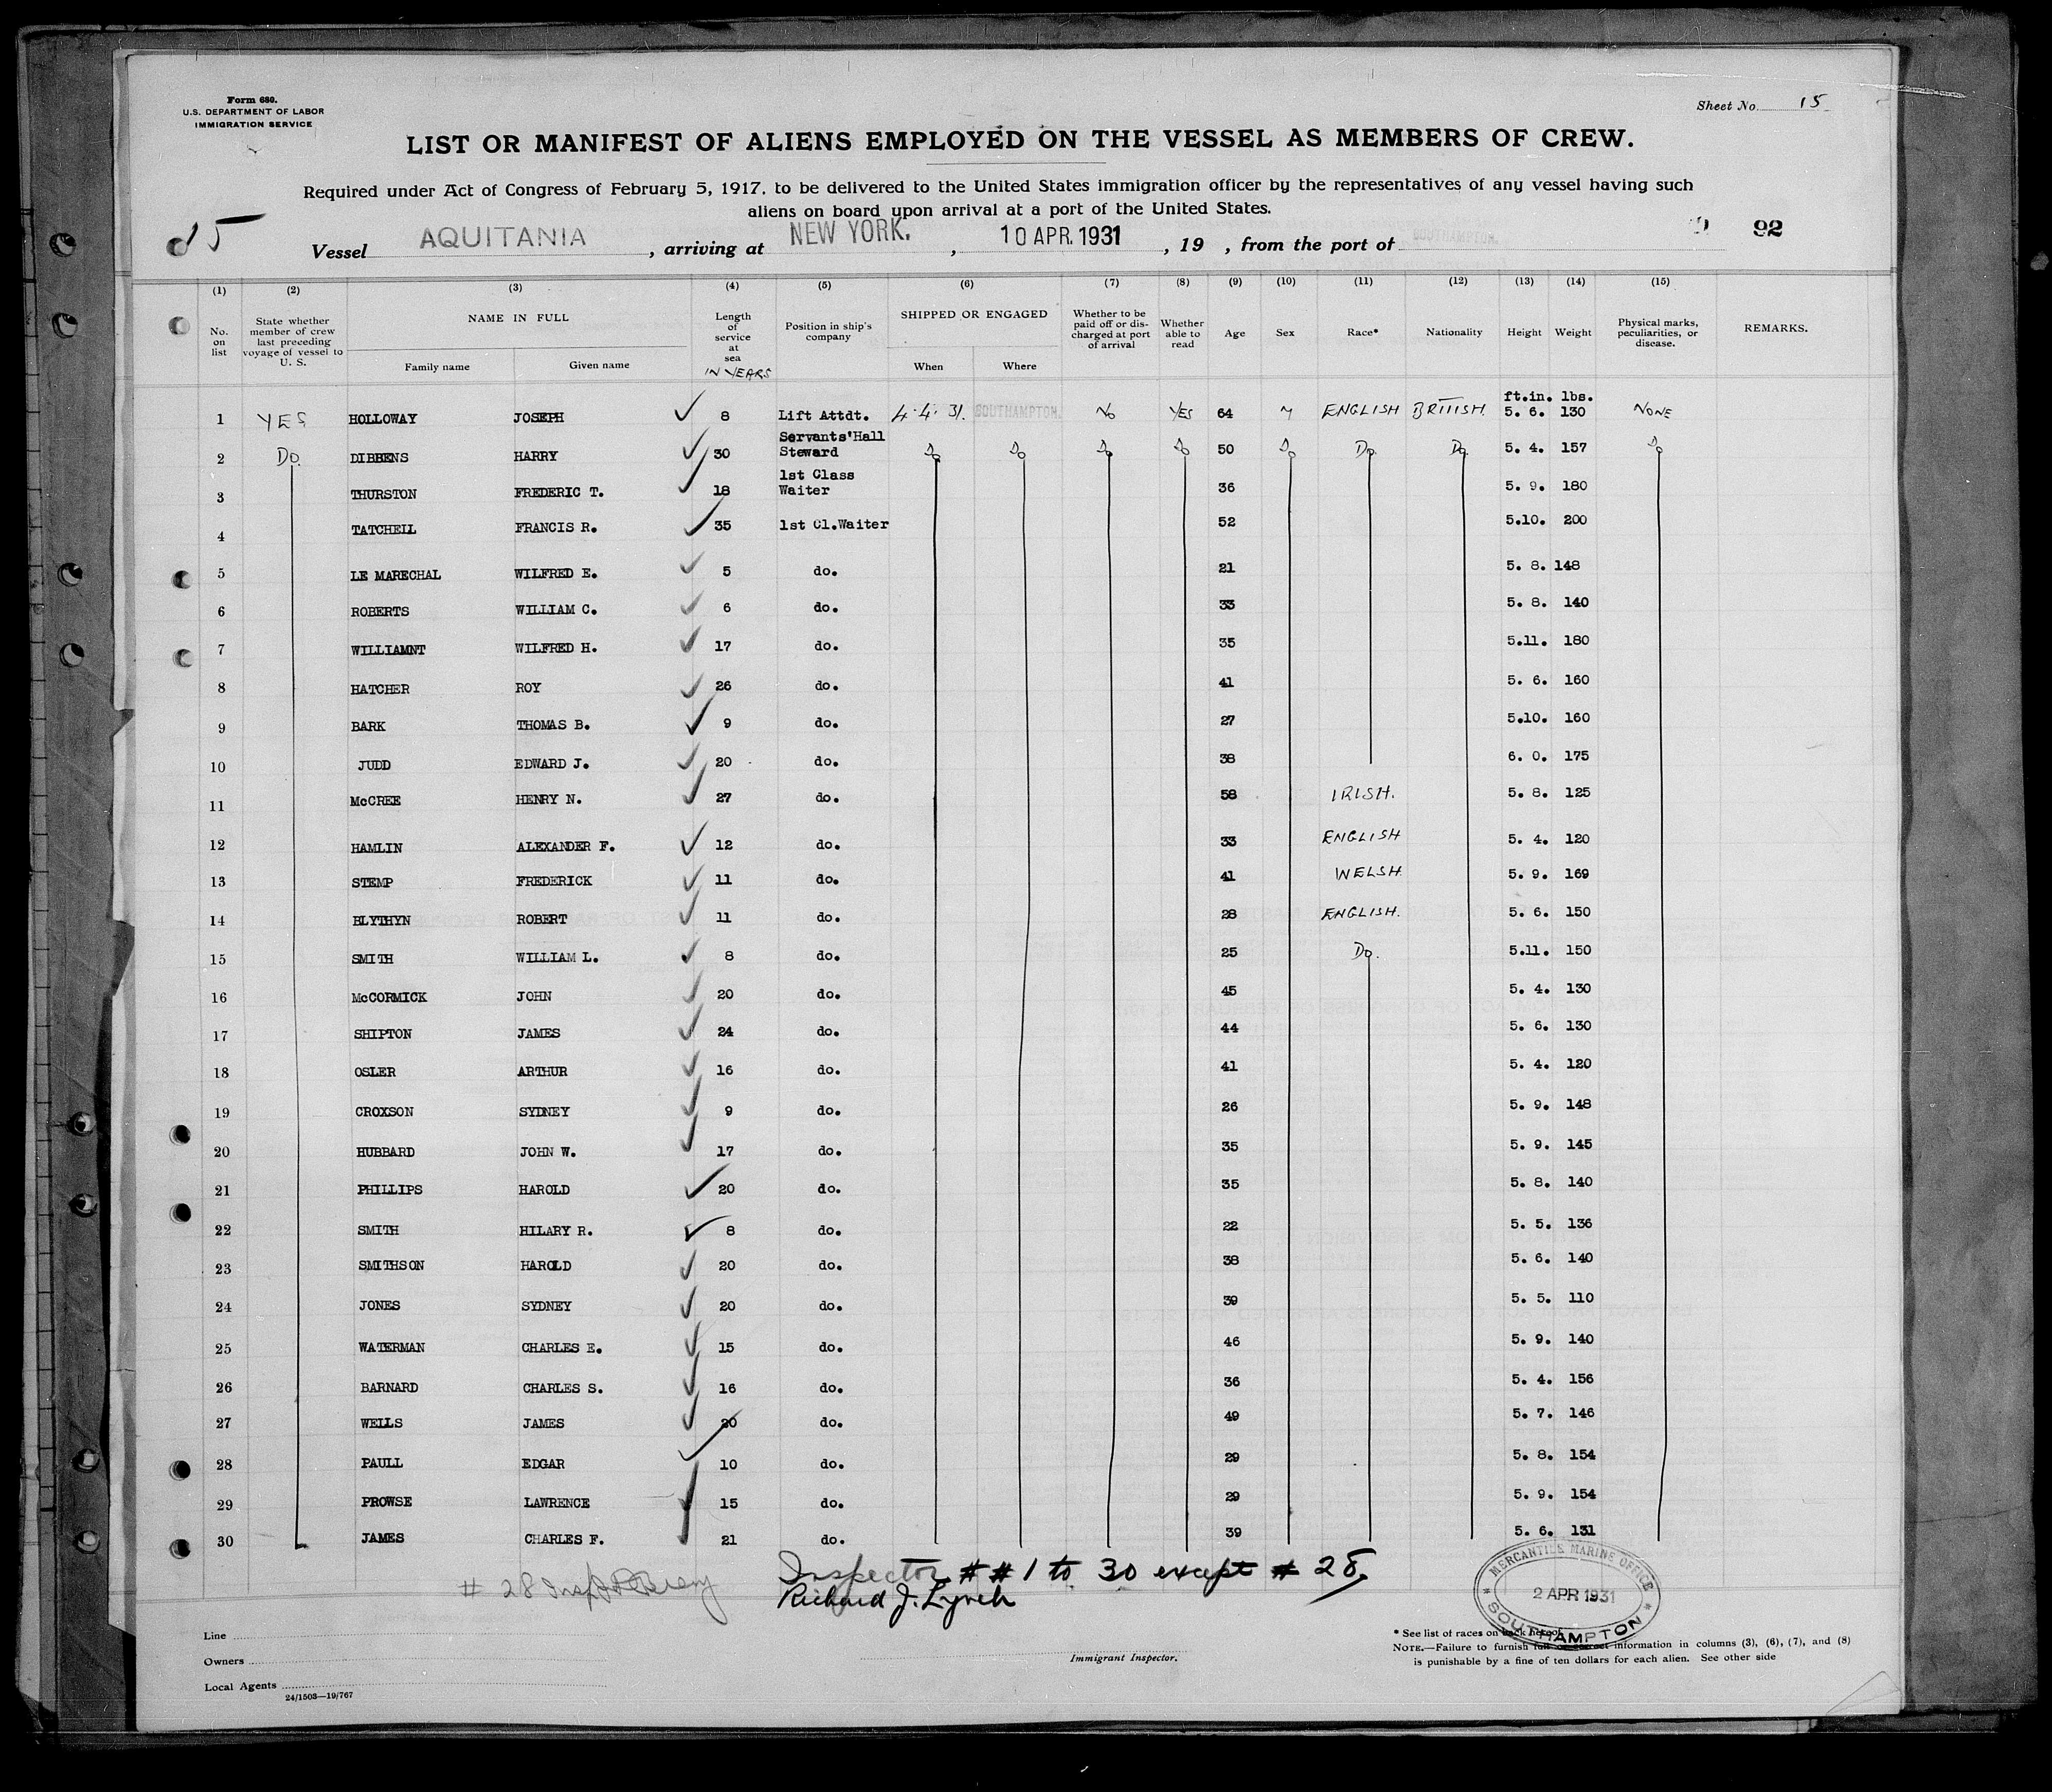 Form 680.
U.S. DEPARTMENT OF LABOR
IMMIGRATION SERVICE
Sheet No. 15
LIST OR MANIFEST OF ALIENS EMPLOYED ON THE VESSEL AS MEMBERS OF CREW.
Required under Act of Congress of February 5, 1917, to be delivered to the United States immigration officer by the representatives of any vessel having such
aliens on board upon arrival at a port of the United States.
15
Vessel AQUITANIA, arriving at NEW YORK., 10 APR. 1931, 19 , from the port of SOUTHAMPTON. 92
(1) (2) (3) (4) (5) (6) (7) (8) (9) (10) (11) (12) (13) (14) (15)
No. on list State whether member of crew last preceding voyage of vessel to U. S. NAME IN FULL Family name Given name Length of service at sea IN YEARS Position in ship's company SHIPPED OR ENGAGED When Where Whether to be paid off or discharged at port of arrival Whether able to read Age Sex Race* Nationality Height Weight Physical marks, peculiarities, or disease. REMARKS.
ft.in. lbs.
1 YES HOLLOWAY JOSEPH 8 Lift Attdt. 4.4.31. SOUTHAMPTON. No YES 64 M ENGLISH BRITISH. 5. 6. 130 NONE
2 Do. DIBBENS HARRY 30 Servants'Hall Steward Do Do Do Do 50 Do Do. Do. 5. 4. 157 Do
3 THURSTON FREDERIC T. 18 1st Class Waiter 36 5. 9. 180
4 TATCHELL FRANCIS R. 35 1st Cl.Waiter 52 5.10. 200
5 LE MARECHAL WILFRED E. 5 do. 21 5. 8. 148
6 ROBERTS WILLIAM C. 6 do. 33 5. 8. 140
7 WILLIAMNT WILFRED H. 17 do. 35 5.11. 180
8 HATCHER ROY 26 do. 41 5. 6. 160
9 BARK THOMAS B. 9 do. 27 5.10. 160
10 JUDD EDWARD J. 20 do. 38 6. 0. 175
11 McCREE HENRY N. 27 do. 58 IRISH. 5. 8. 125
12 HAMLIN ALEXANDER F. 12 do. 33 ENGLISH 5. 4. 120
13 STEMP FREDERICK 11 do. 41 WELSH 5. 9. 169
14 BLYTHYN ROBERT 11 do. 28 ENGLISH. 5. 6. 150
15 SMITH WILLIAM L. 8 do. 25 Do. 5.11. 150
16 McCORMICK JOHN 20 do. 45 5. 4. 130
17 SHIPTON JAMES 24 do. 44 5. 6. 130
18 OSLER ARTHUR 16 do. 41 5. 4. 120
19 CROXSON SYDNEY 9 do. 26 5. 9. 148
20 HUBBARD JOHN W. 17 do. 35 5. 9. 145
21 PHILLIPS HAROLD 20 do. 35 5. 8. 140
22 SMITH HILARY R. 8 do. 22 5. 5. 136
23 SMITHSON HAROLD 20 do. 38 5. 6. 140
24 JONES SYDNEY 20 do. 39 5. 5. 110
25 WATERMAN CHARLES E. 15 do. 46 5. 9. 140
26 BARNARD CHARLES S. 16 do. 36 5. 4. 156
27 WELLS JAMES 20 do. 49 5. 7. 146
28 PAULL EDGAR 10 do. 29 5. 8. 154
29 PROWSE LAWRENCE 15 do. 29 5. 9. 154
30 JAMES CHARLES F. 21 do. 39 5. 6. 131
# 28 Insp
Inspector ## 1 to 30 except # 28
Richard J. Lynch
MERCANTILE MARINE OFFICE
2 APR 1931
SOUTHAMPTON
Line
Owners
Local Agents
24/1503—19/767
Immigrant Inspector.
* See list of races on back hereof.
NOTE.—Failure to furnish full or correct information in columns (3), (6), (7), and (8)
is punishable by a fine of ten dollars for each alien. See other side